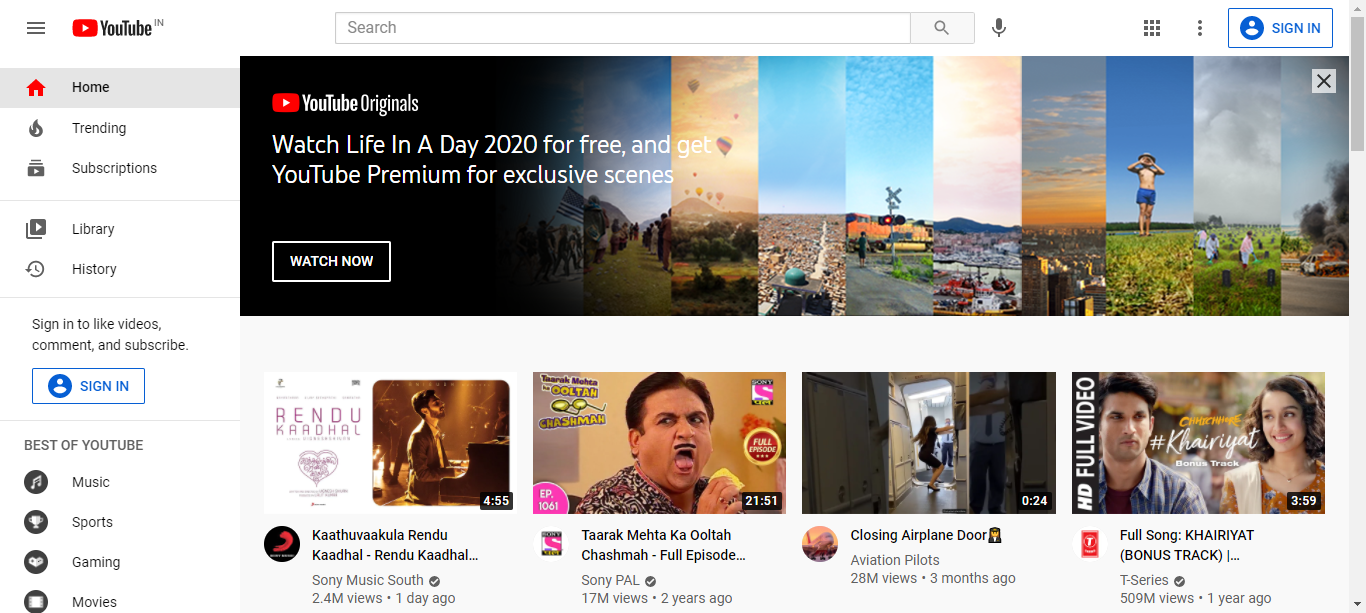 YouTube IN
Search
SIGN IN
Home
Trending
Subscriptions
Library
History
Sign in to like videos,
comment, and subscribe.
SIGN IN
BEST OF YOUTUBE
Music
Sports
Gaming
Movies
YouTube Originals
Watch Life In A Day 2020 for free, and get
YouTube Premium for exclusive scenes
WATCH NOW
RENDU
KAADHAL
4:55
Kaathuvaakula Rendu
Kaadhal - Rendu Kaadhal...
Sony Music South
2.4M views • 1 day ago
Taarak Mehta
Ka OOLTAH
CHASHMAH
SONY
FULL
EPISODE
EP.
1061
21:51
Taarak Mehta Ka Ooltah
Chashmah - Full Episode...
Sony PAL
17M views • 2 years ago
0:24
Closing Airplane Door
Aviation Pilots
28M views • 3 months ago
HD FULL VIDEO
CHHICHHORE
#Khairiyat
Bonus Track
3:59
Full Song: KHAIRIYAT
(BONUS TRACK) |...
T-Series
509M views • 1 year ago